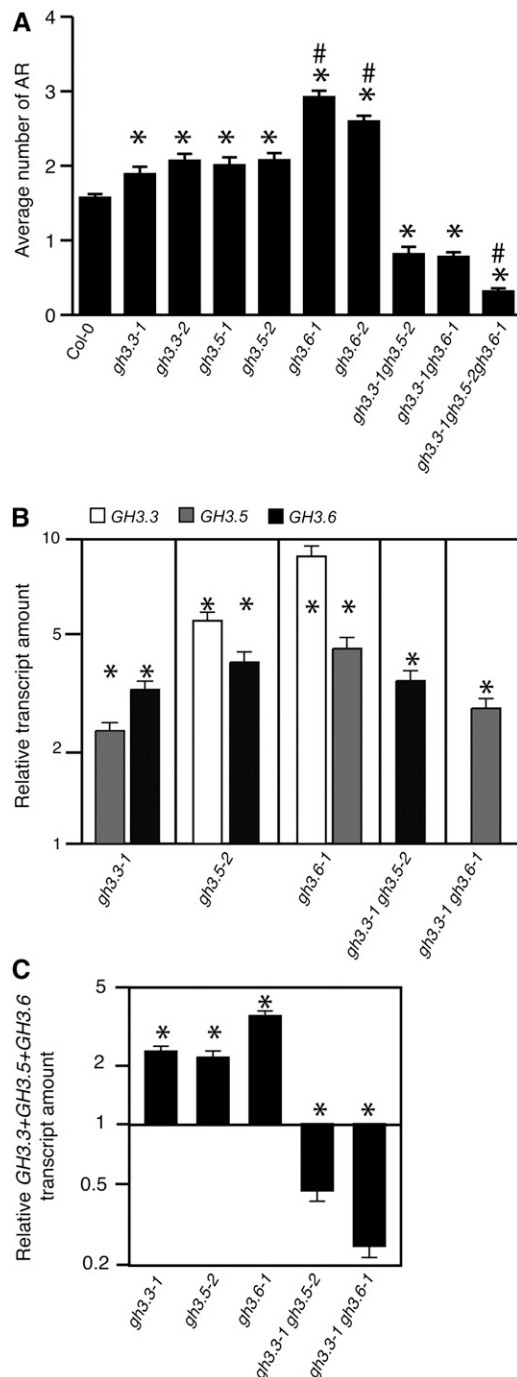 A
Average number of AR
4
3
2
1
0
* * * * # * # * * * # *
Col-0
gh3.3-1
gh3.3-2
gh3.5-1
gh3.5-2
gh3.6-1
gh3.6-2
gh3.3-1gh3.5-2
gh3.3-1gh3.6-1
gh3.3-1gh3.5-2gh3.6-1
B
GH3.3 GH3.5 GH3.6
Relative transcript amount
10
5
2
1
* * * * * * * *
gh3.3-1
gh3.5-2
gh3.6-1
gh3.3-1 gh3.5-2
gh3.3-1 gh3.6-1
C
Relative GH3.3+GH3.5+GH3.6
transcript amount
5
2
1
0.5
0.2
* * * * *
gh3.3-1
gh3.5-2
gh3.6-1
gh3.3-1 gh3.5-2
gh3.3-1 gh3.6-1